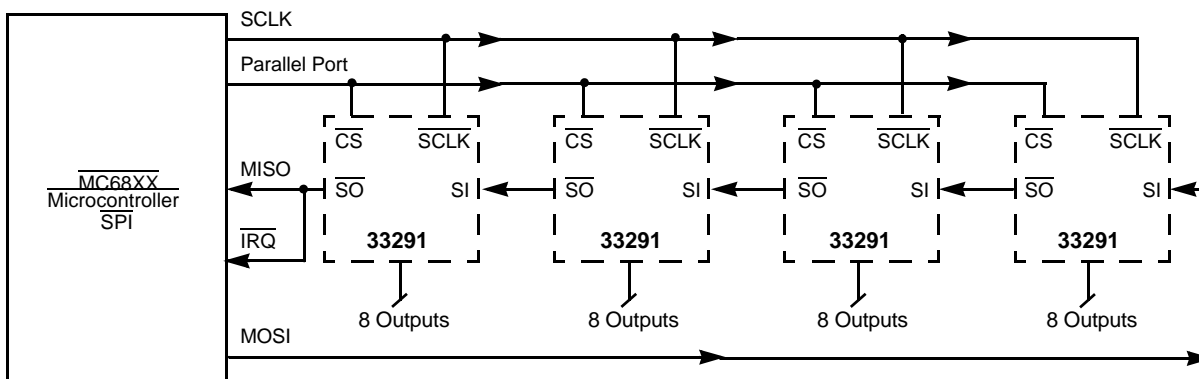 SCLK
Parallel Port
CS SCLK CS SCLK CS SCLK CS SCLK
MISO
SO SI SO SI SO SI SO SI
MC68XX
Microcontroller
SPI
IRQ
33291 33291 33291 33291
8 Outputs 8 Outputs 8 Outputs 8 Outputs
MOSI